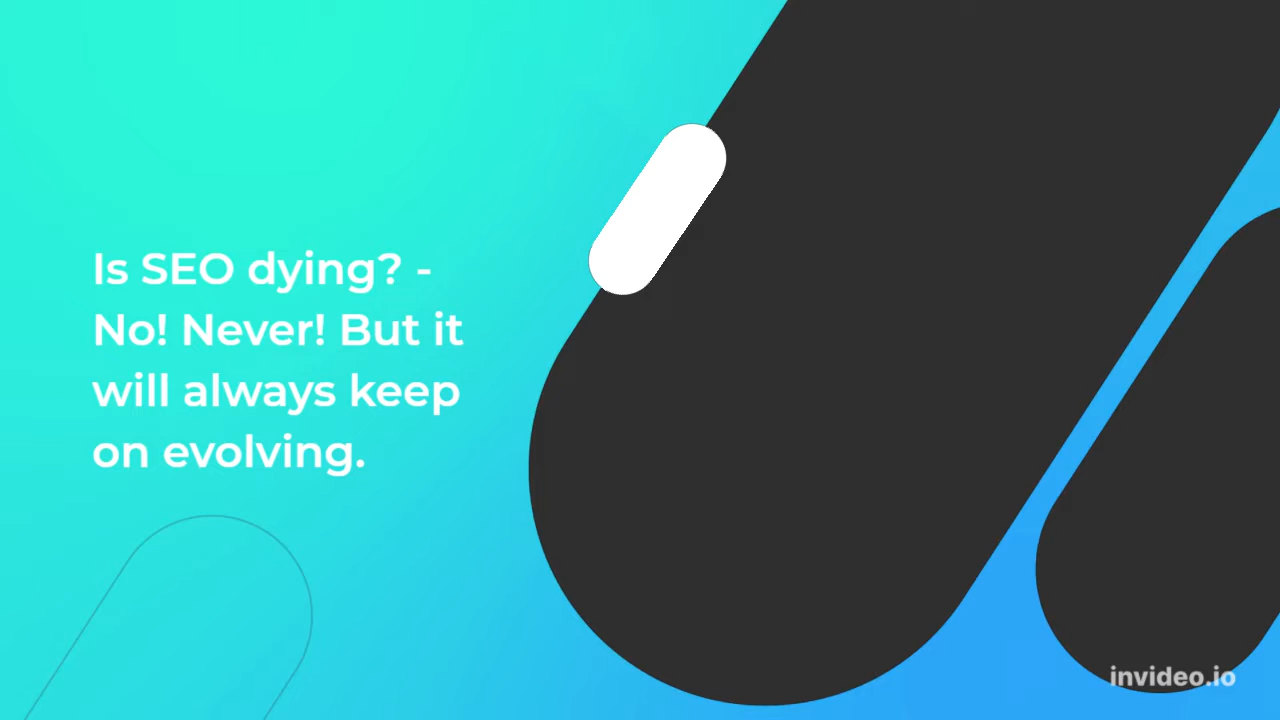 Is SEO dying? -
No! Never! But it
will always keep
on evolving.
invideo.io